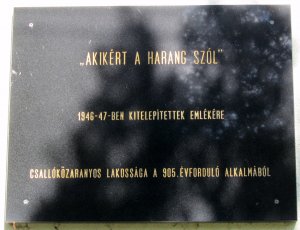 „AKIKÉRT A HARANG SZÓL"
1946-47-BEN KITELEPÍTETTEK EMLÉKÉRE
CSALLÓKÖZARANYOS LAKOSSÁGA A 905. ÉVFORDULÓ ALKALMÁBÓL